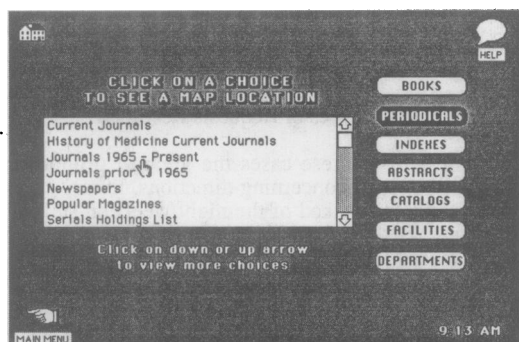 HELP
CLICK ON A CHOICE
TO SEE A MAP LOCATION
Current Journals
History of Medicine Current Journals
Journals 1965 - Present
Journals prior 1965
Newspapers
Popular Magazines
Serials Holdings List
Click on down or up arrow
to view more choices
BOOKS
PERIODICALS
INDEXES
ABSTRACTS
CATALOGS
FACILITIES
DEPARTMENTS
MAIN MENU
9:13 AM